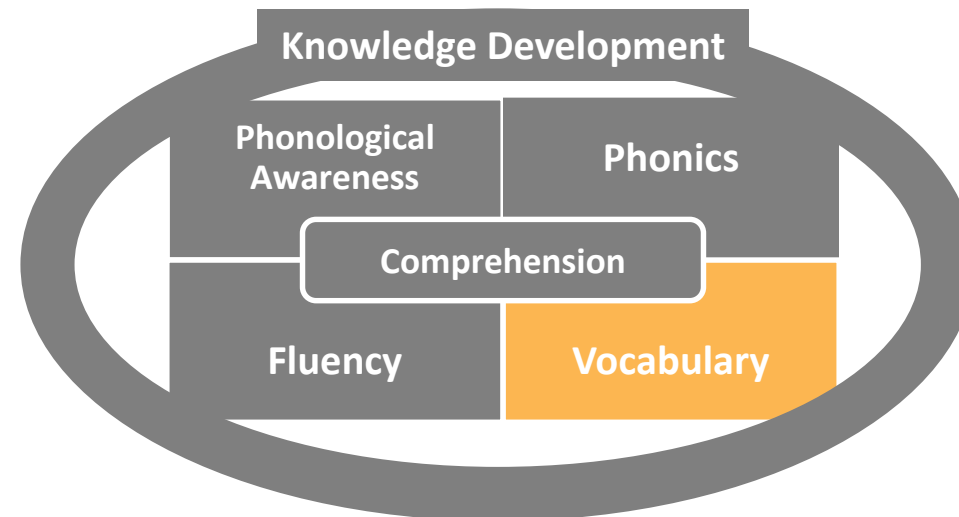 Knowledge Development
Phonological
Awareness
Phonics
Comprehension
Fluency
Vocabulary